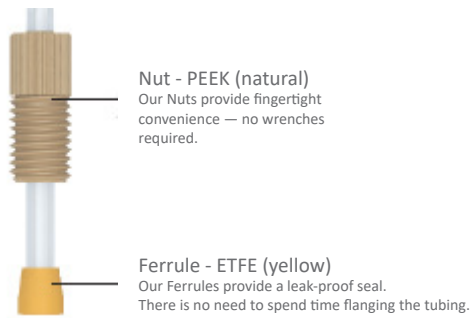 Nut - PEEK (natural)
Our Nuts provide fingertight
convenience — no wrenches
required.
Ferrule - ETFE (yellow)
Our Ferrules provide a leak-proof seal.
There is no need to spend time flanging the tubing.